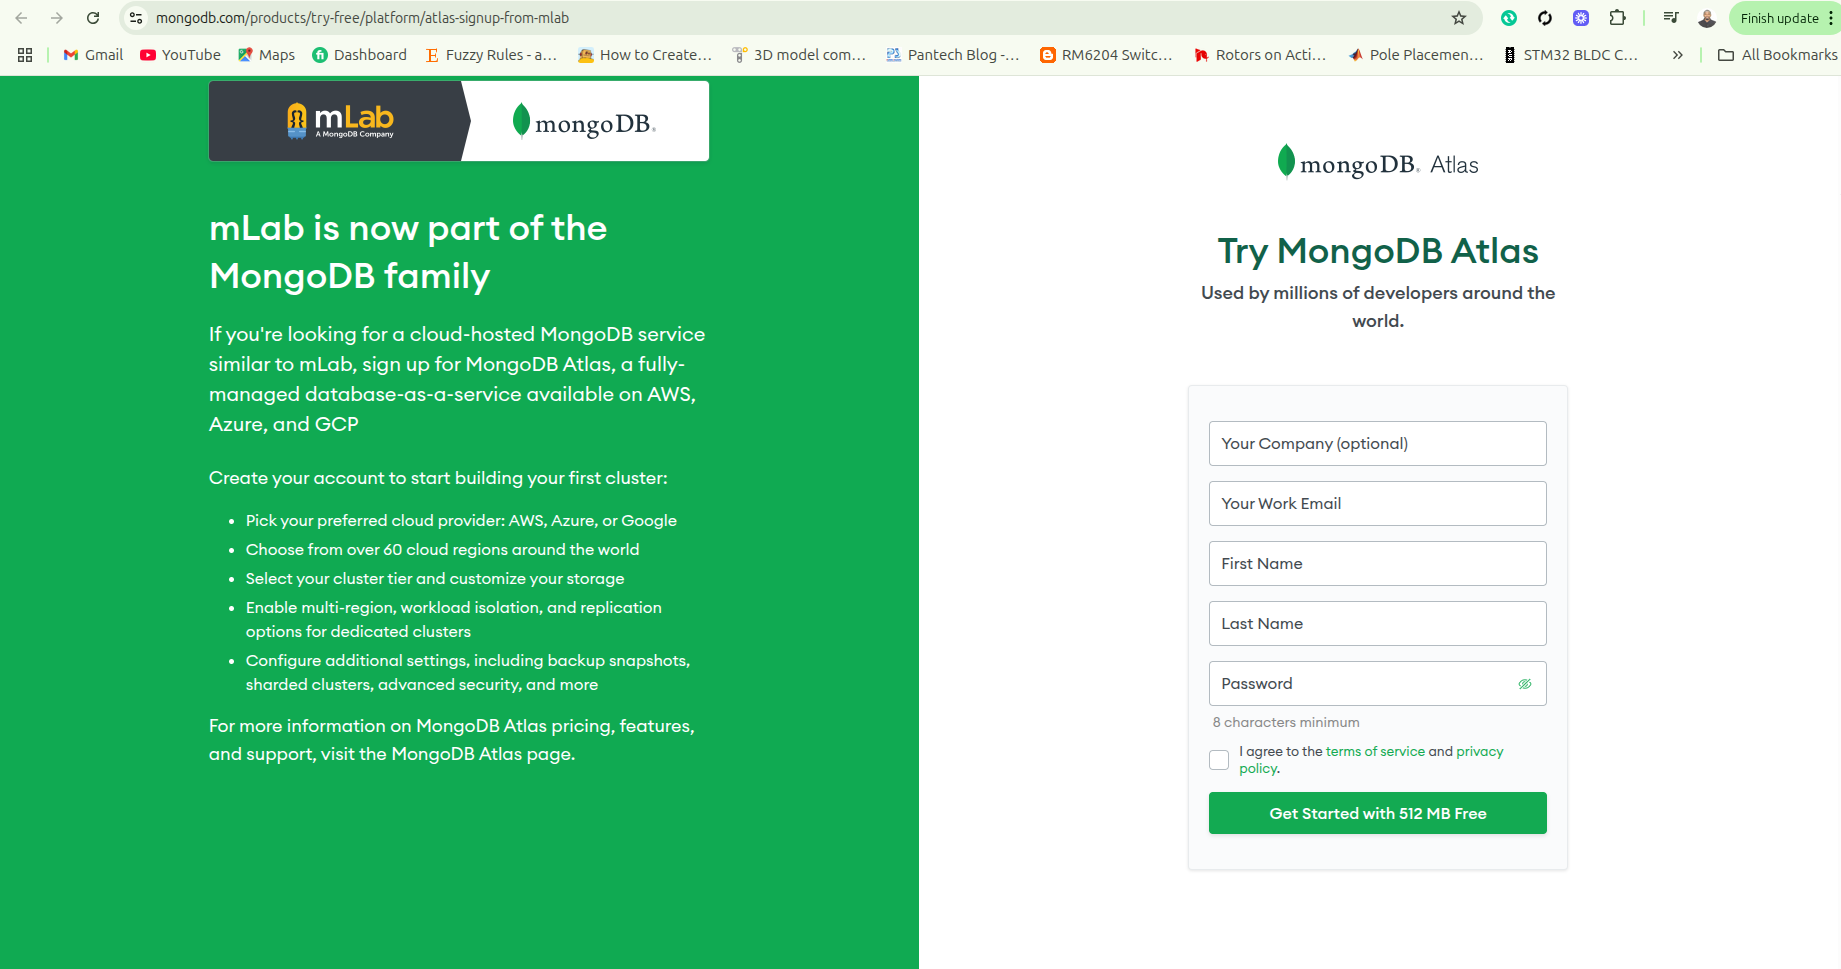 mongodb.com/products/try-free/platform/atlas-signup-from-mlab
Finish update
Gmail
YouTube
Maps
Dashboard
Fuzzy Rules - a...
How to Create...
3D model com...
Pantech Blog -...
RM6204 Switc...
Rotors on Acti...
Pole Placemen...
STM32 BLDC C...
»
All Bookmarks
mLab
A MongoDB Company
mongoDB®
mLab is now part of the
MongoDB family
If you're looking for a cloud-hosted MongoDB service
similar to mLab, sign up for MongoDB Atlas, a fully-
managed database-as-a-service available on AWS,
Azure, and GCP
Create your account to start building your first cluster:
• Pick your preferred cloud provider: AWS, Azure, or Google
• Choose from over 60 cloud regions around the world
• Select your cluster tier and customize your storage
• Enable multi-region, workload isolation, and replication
options for dedicated clusters
• Configure additional settings, including backup snapshots,
sharded clusters, advanced security, and more
For more information on MongoDB Atlas pricing, features,
and support, visit the MongoDB Atlas page.
mongoDB® Atlas
Try MongoDB Atlas
Used by millions of developers around the
world.
Your Company (optional)
Your Work Email
First Name
Last Name
Password
8 characters minimum
I agree to the terms of service and privacy
policy.
Get Started with 512 MB Free